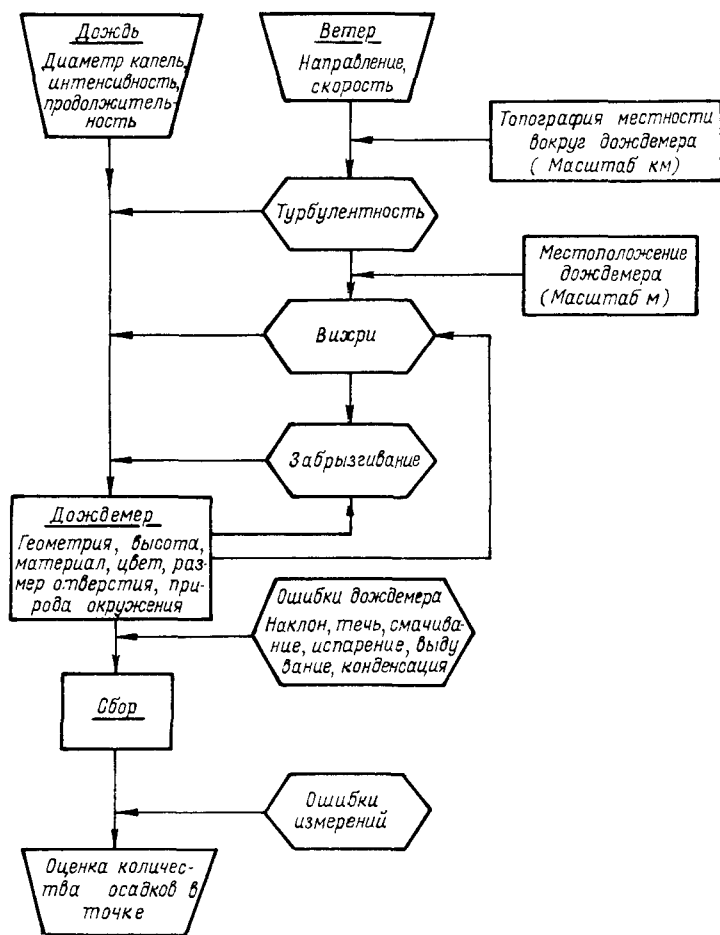 Дождь
Диаметр капель,
интенсивность,
продолжитель-
ность
Ветер
Направление,
скорость
Топография местности
вокруг дождемера
(Масштаб км)
Турбулентность
Местоположение
дождемера
(Масштаб м)
Вихри
Забрызгивание
Дождемер
Геометрия, высота,
материал, цвет, раз
мер отверстия, при-
рода окружения
Ошибки дождемера
Наклон, течь, смачива-
ние, испарение, выду
вание, конденсация
Сбор
Ошибки
измерений
Оценка количес-
тва осадков в
точке